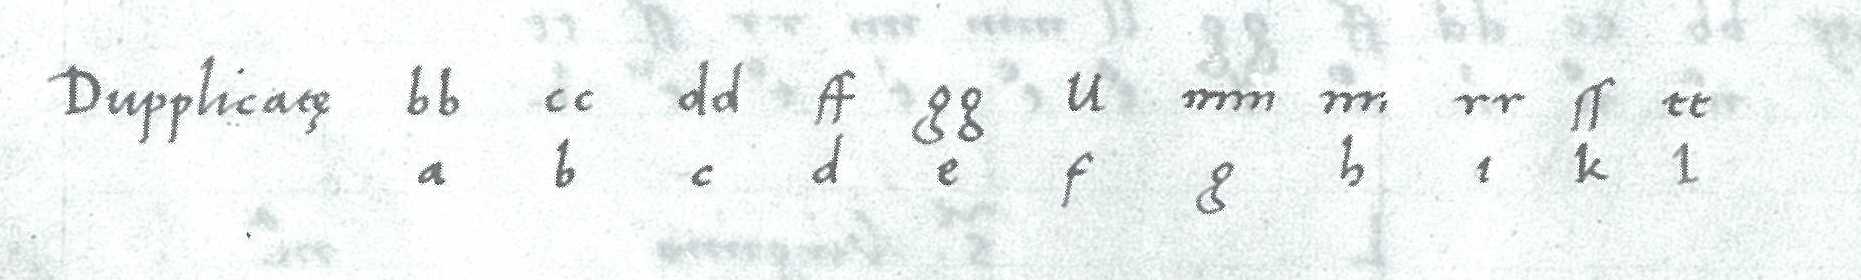 Dupplicatę bb cc dd ff gg ll mm nn rr ſſ tt
a b c d e f g h ı k l